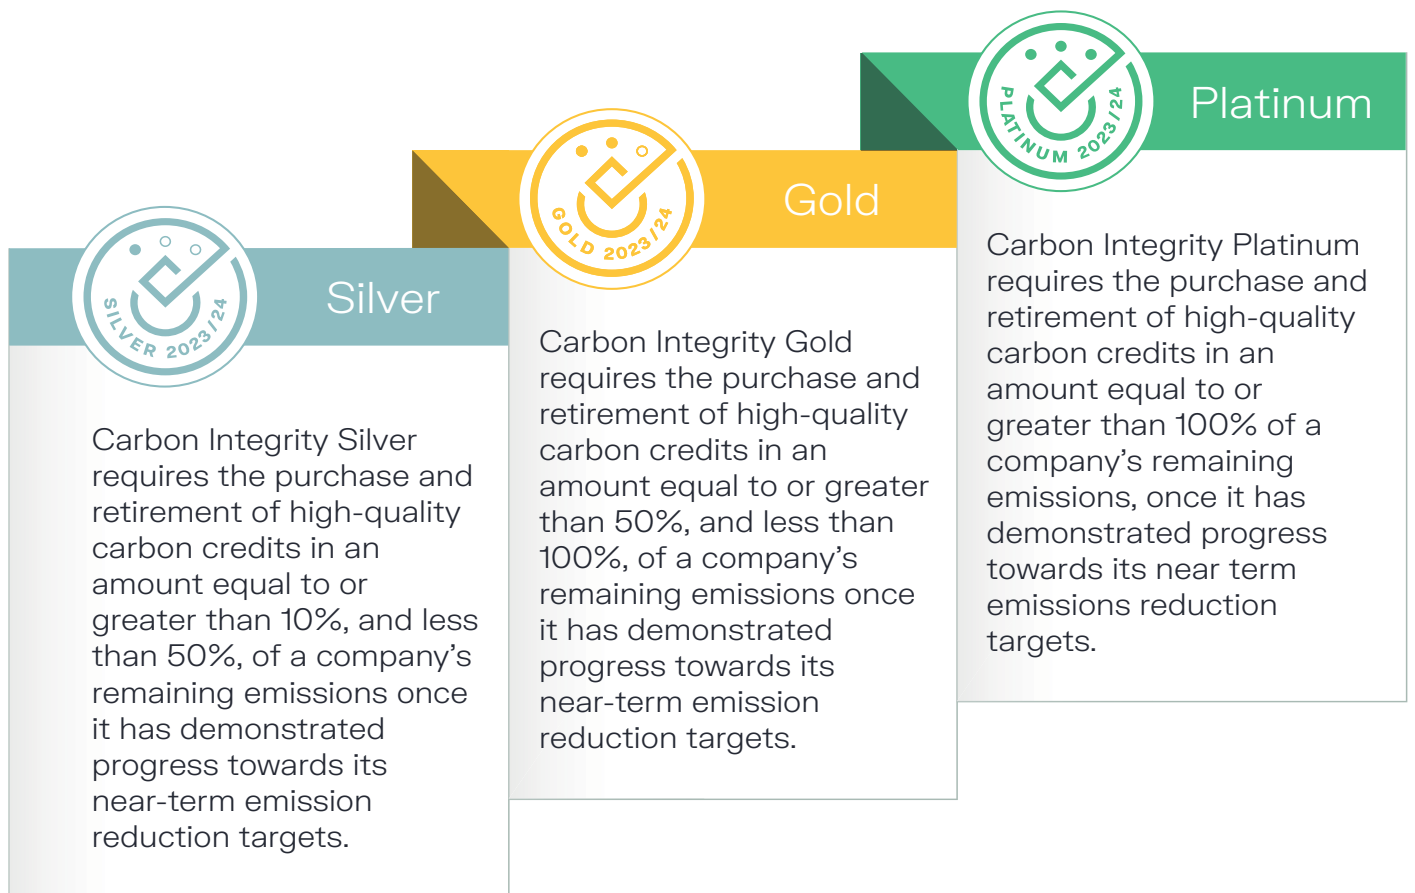 SILVER 2023/24
Silver
Carbon Integrity Silver
requires the purchase and
retirement of high-quality
carbon credits in an
amount equal to or
greater than 10%, and less
than 50%, of a company's
remaining emissions once
it has demonstrated
progress towards its
near-term emission
reduction targets.
GOLD 2023/24
Gold
Carbon Integrity Gold
requires the purchase and
retirement of high-quality
carbon credits in an
amount equal to or greater
than 50%, and less than
100%, of a company's
remaining emissions once
it has demonstrated
progress towards its
near-term emission
reduction targets.
PLATINUM 2023/24
Platinum
Carbon Integrity Platinum
requires the purchase and
retirement of high-quality
carbon credits in an
amount equal to or
greater than 100% of a
company's remaining
emissions, once it has
demonstrated progress
towards its near term
emissions reduction
targets.